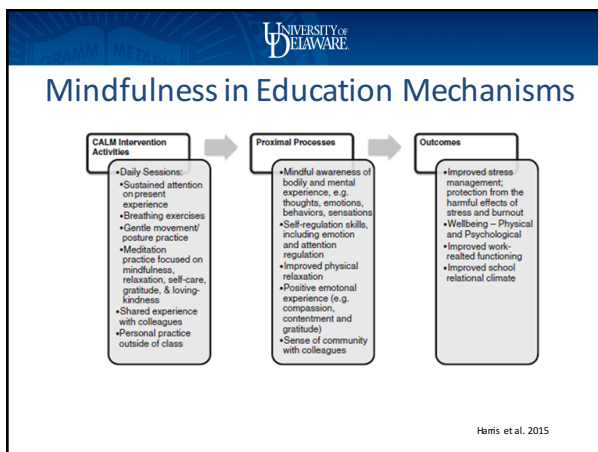 GRAMM METAPH
UNIVERSITY OF
DELAWARE
Mindfulness in Education Mechanisms
CALM Intervention
Activities
•Daily Sessions:
•Sustained attention
on present
experience
•Breathing exercises
•Gentle movement/
posture practice
•Meditation
practice focused on
mindfulness,
relaxation, self-care,
gratitude, & loving-
kindness
•Shared experience
with colleagues
•Personal practice
outside of class
Proximal Processes
•Mindful awareness of
bodily and mental
experience, e.g.
thoughts, emotions,
behaviors, sensations
•Self-regulation skills,
including emotion
and attention
regulation
•Improved physical
relaxation
•Positive emotonal
experience (e.g.
compassion,
contentment and
gratitude)
•Sense of community
with colleagues
Outcomes
•Improved stress
management;
protection from the
harmful effects of
stress and burnout
•Wellbeing – Physical
and Psychological
•Improved work-
realted functioning
•Improved school
relational climate
Harris et al. 2015